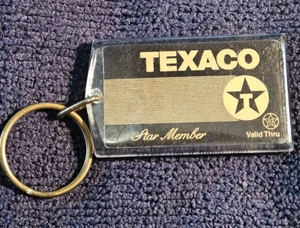 TEXACO
T
Star Member
Valid Thru